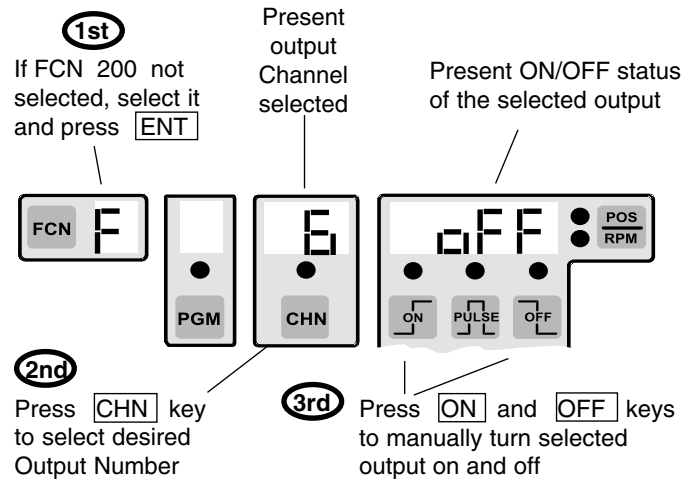 1st
If FCN 200 not
selected, select it
and press ENT
Present
output
Channel
selected
Present ON/OFF status
of the selected output
FCN F
6
oFF
POS
RPM
PGM
CHN
ON
PULSE
OFF
2nd
Press CHN key
to select desired
Output Number
3rd
Press ON and OFF keys
to manually turn selected
output on and off